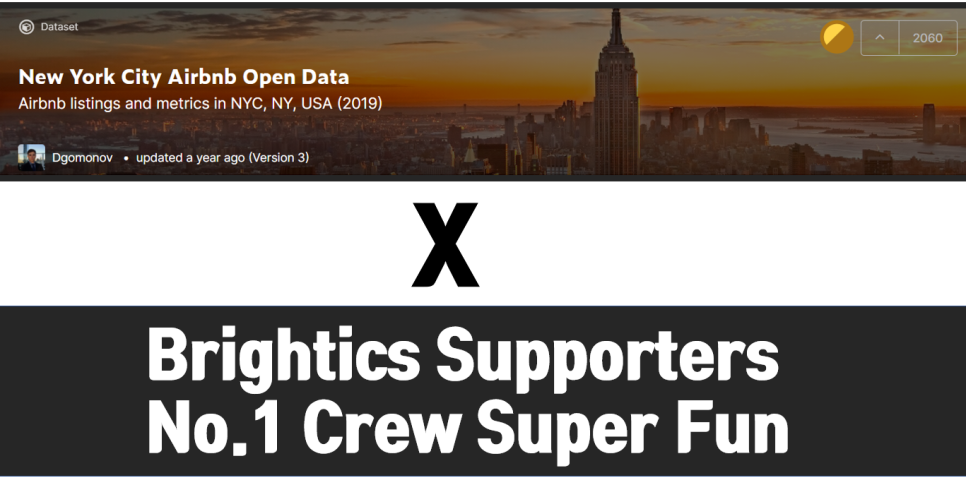 Dataset
2060
New York City Airbnb Open Data
Airbnb listings and metrics in NYC, NY, USA (2019)
Dgomonov • updated a year ago (Version 3)
X
Brightics Supporters
No.1 Crew Super Fun